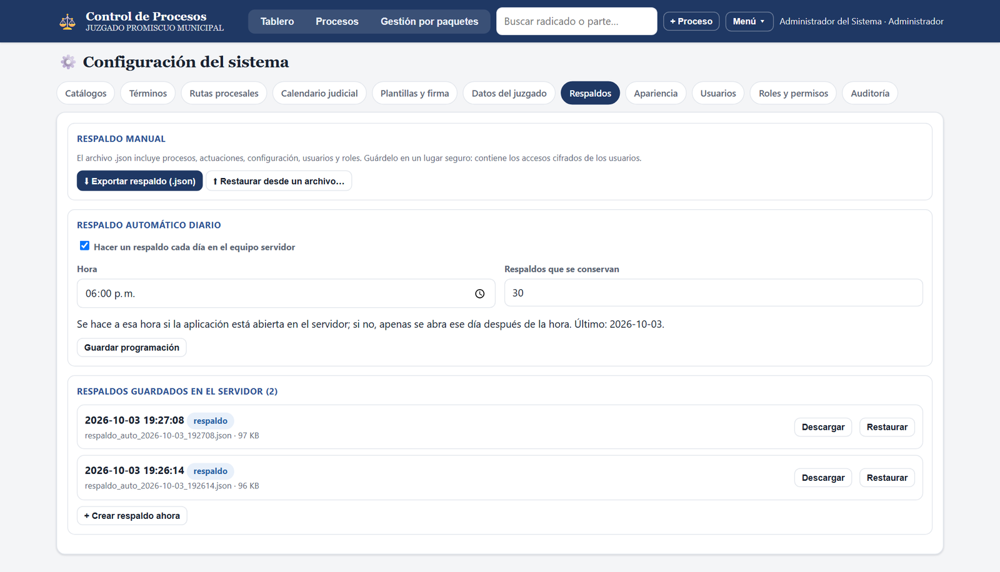 Control de Procesos
JUZGADO PROMISCUO MUNICIPAL
Tablero
Procesos
Gestión por paquetes
Buscar radicado o parte...
+ Proceso
Menú ▾
Administrador del Sistema · Administrador
Configuración del sistema
Catálogos
Términos
Rutas procesales
Calendario judicial
Plantillas y firma
Datos del juzgado
Respaldos
Apariencia
Usuarios
Roles y permisos
Auditoría
RESPALDO MANUAL
El archivo .json incluye procesos, actuaciones, configuración, usuarios y roles. Guárdelo en un lugar seguro: contiene los accesos cifrados de los usuarios.
⬇ Exportar respaldo (.json)
⬆ Restaurar desde un archivo…
RESPALDO AUTOMÁTICO DIARIO
Hacer un respaldo cada día en el equipo servidor
Hora
Respaldos que se conservan
06:00 p. m.
30
Se hace a esa hora si la aplicación está abierta en el servidor; si no, apenas se abra ese día después de la hora. Último: 2026-10-03.
Guardar programación
RESPALDOS GUARDADOS EN EL SERVIDOR (2)
2026-10-03 19:27:08 respaldo
respaldo_auto_2026-10-03_192708.json · 97 KB
Descargar
Restaurar
2026-10-03 19:26:14 respaldo
respaldo_auto_2026-10-03_192614.json · 96 KB
Descargar
Restaurar
+ Crear respaldo ahora